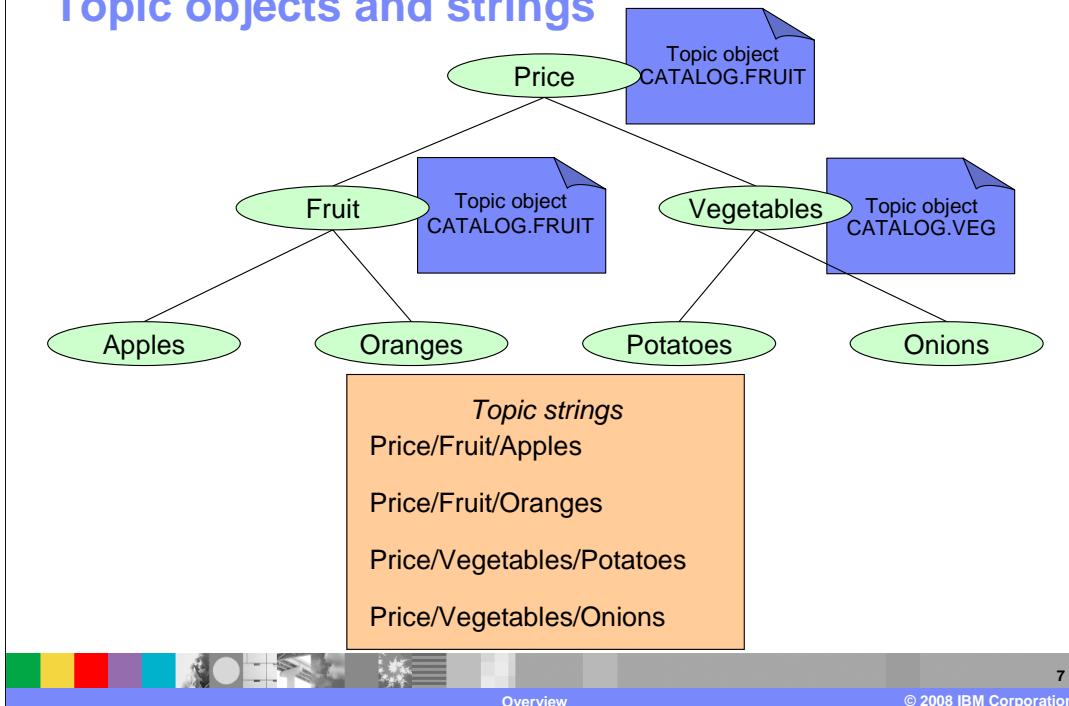 Topic objects and strings
Topic object
CATALOG.FRUIT
Price
Topic object
CATALOG.FRUIT
Fruit
Topic object
CATALOG.VEG
Vegetables
Apples
Oranges
Potatoes
Onions
Topic strings
Price/Fruit/Apples
Price/Fruit/Oranges
Price/Vegetables/Potatoes
Price/Vegetables/Onions
7
Overview
© 2008 IBM Corporation